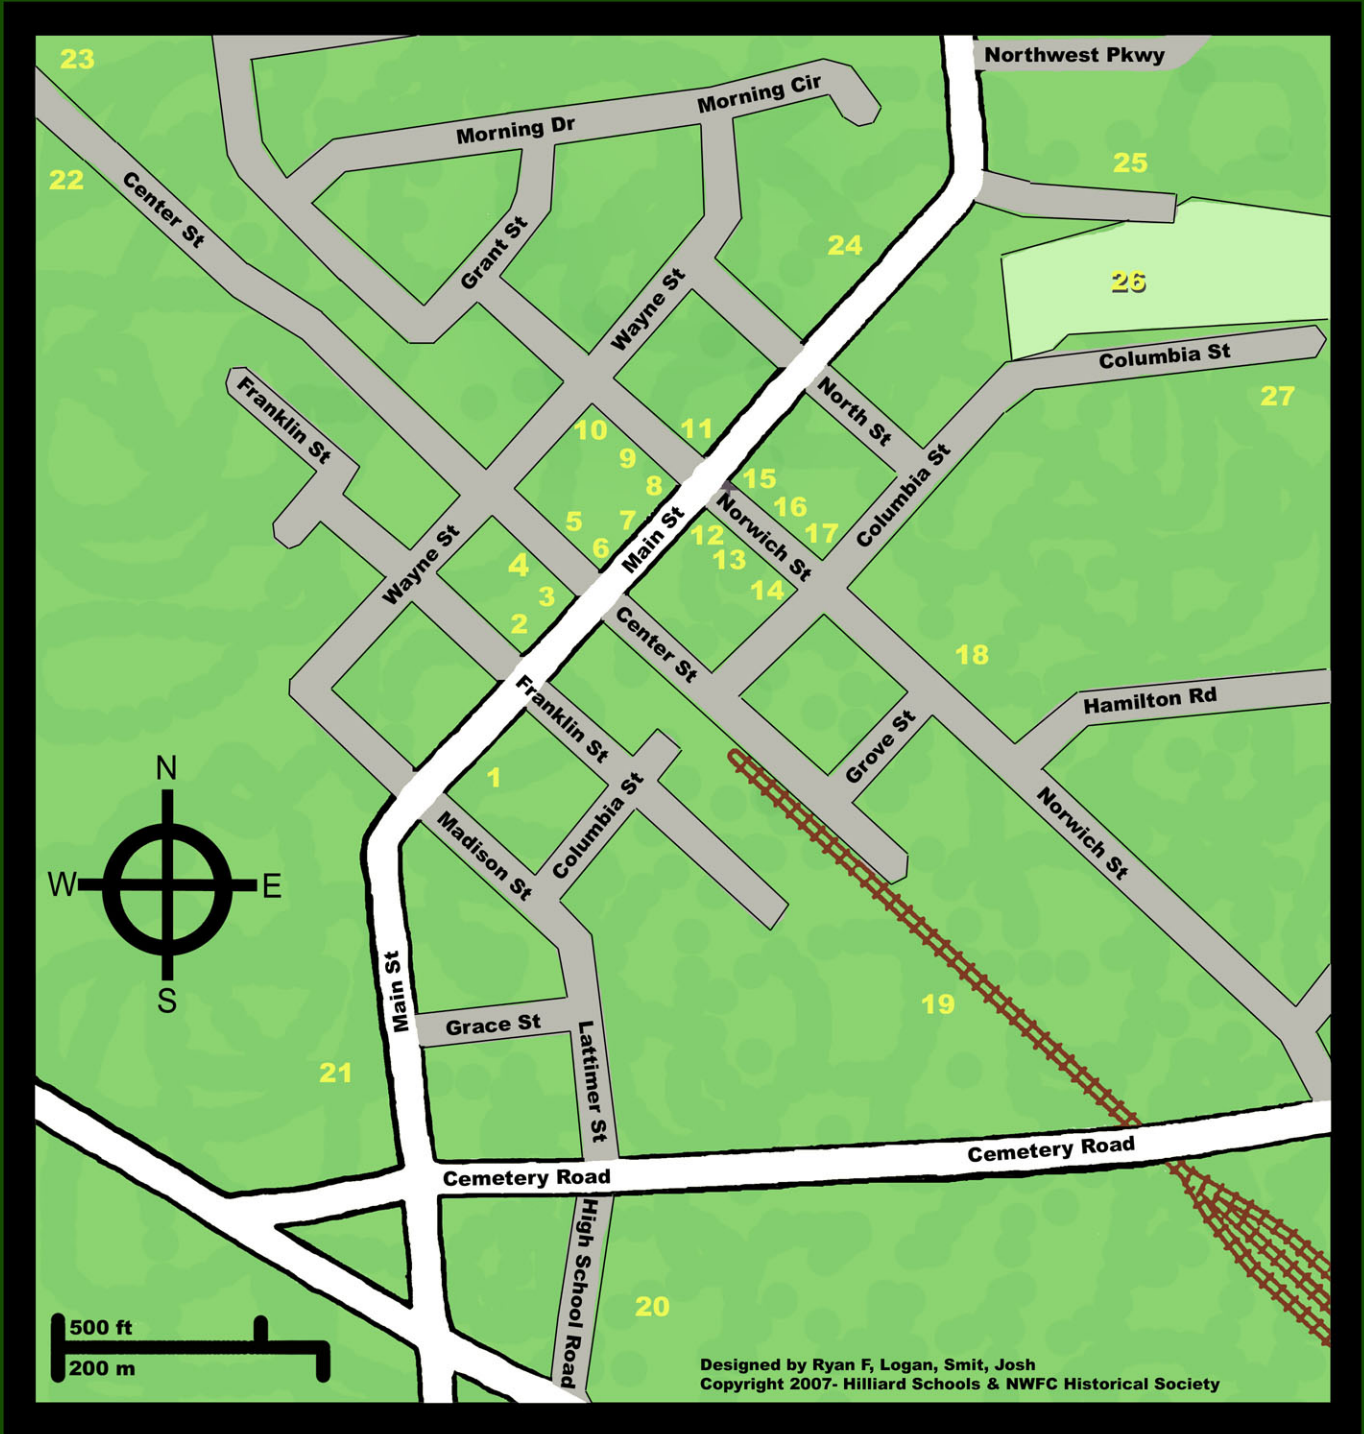 23
Northwest Pkwy
Morning Cir
Morning Dr
25
22
Center St
24
Grant St
26
Wayne St
Columbia St
Franklin St
27
North St
10
11
9
8
15
Columbia St
16
5
7
Main St
12
Norwich St
17
6
13
Wayne St
4
14
3
2
Center St
18
Franklin St
Hamilton Rd
Grove St
1
N
Columbia St
Madison St
Norwich St
W
E
S
Main St
19
Grace St
Lattimer St
21
Cemetery Road
Cemetery Road
High School Road
20
500 ft
200 m
Designed by Ryan F, Logan, Smit, Josh
Copyright 2007- Hilliard Schools & NWFC Historical Society